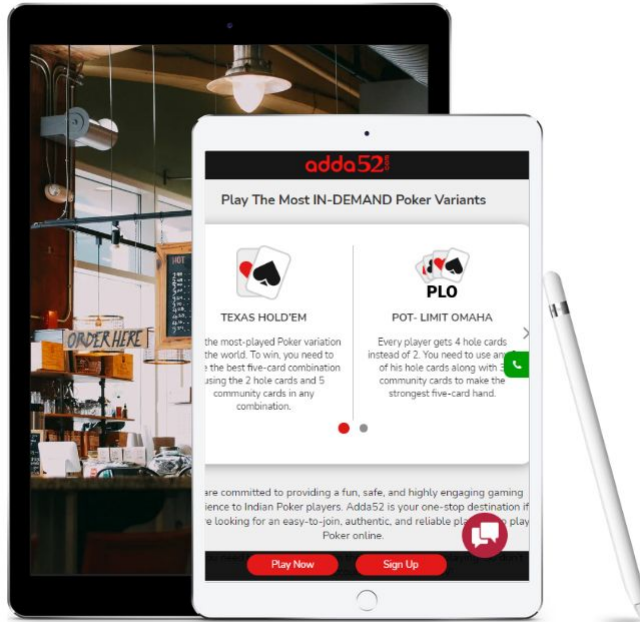 adda52.com
Play The Most IN-DEMAND Poker Variants
PLO
TEXAS HOLD'EM
the most-played Poker variation
the world. To win, you need to
the best five-card combination
using the 2 hole cards and 5
community cards in any
combination.
POT- LIMIT OMAHA
Every player gets 4 hole cards
instead of 2. You need to use any
of his hole cards along with 3
community cards to make the
strongest five-card hand.
are committed to providing a fun, safe, and highly engaging gaming
ience to Indian Poker players. Adda52 is your one-stop destination if
looking for an easy-to-join, authentic, and reliable play
Poker online.
Play Now
Sign Up
ORDER HERE
HOT